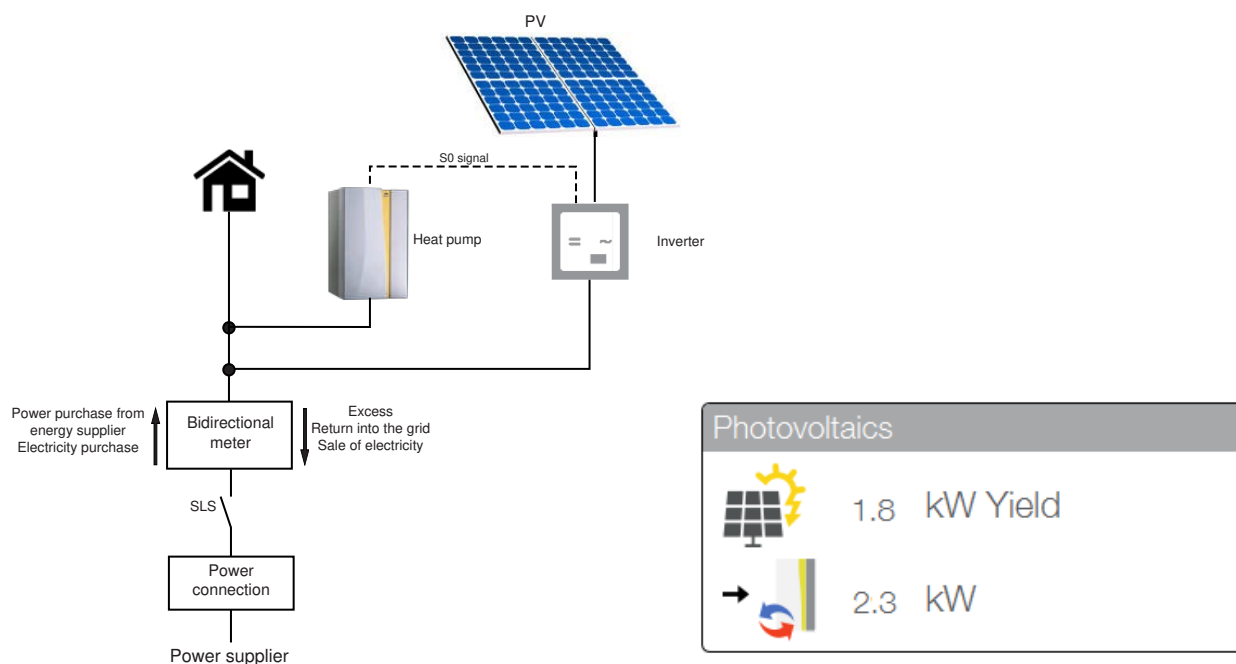 PV
S0 signal
Heat pump
= ~
Inverter
Power purchase from
energy supplier
Electricity purchase
Bidirectional
meter
Excess
Return into the grid
Sale of electricity
SLS
Power
connection
Power supplier
Photovoltaics
1.8 kW Yield
2.3 kW